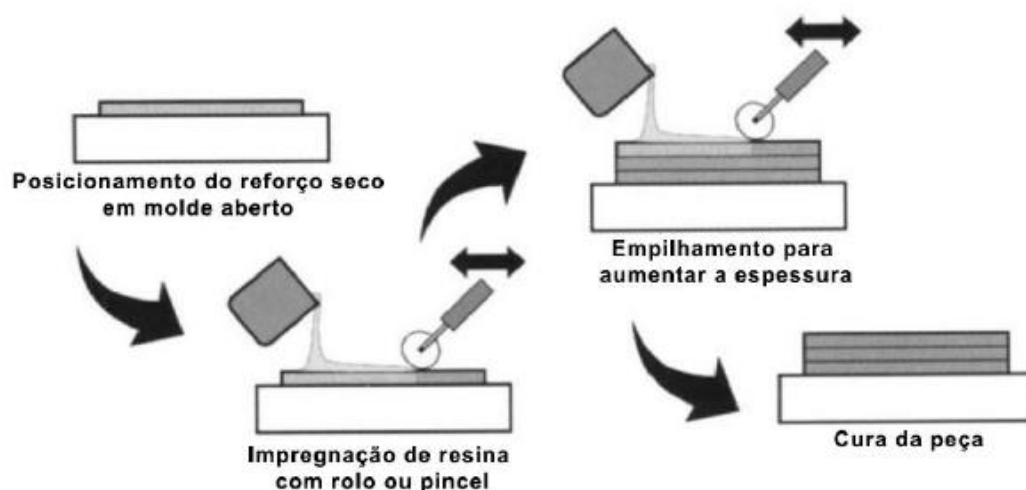 Posicionamento do reforço seco
em molde aberto
Impregnação de resina
com rolo ou pincel
Empilhamento para
aumentar a espessura
Cura da peça